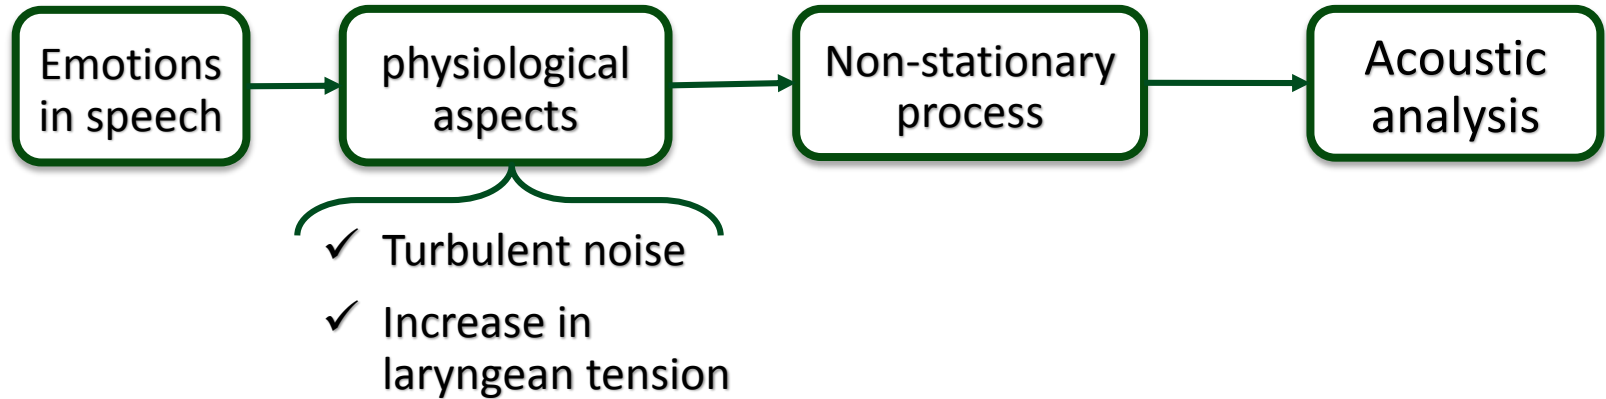 Emotions
in speech
physiological
aspects
Non-stationary
process
Acoustic
analysis
✓ Turbulent noise
✓ Increase in
laryngean tension